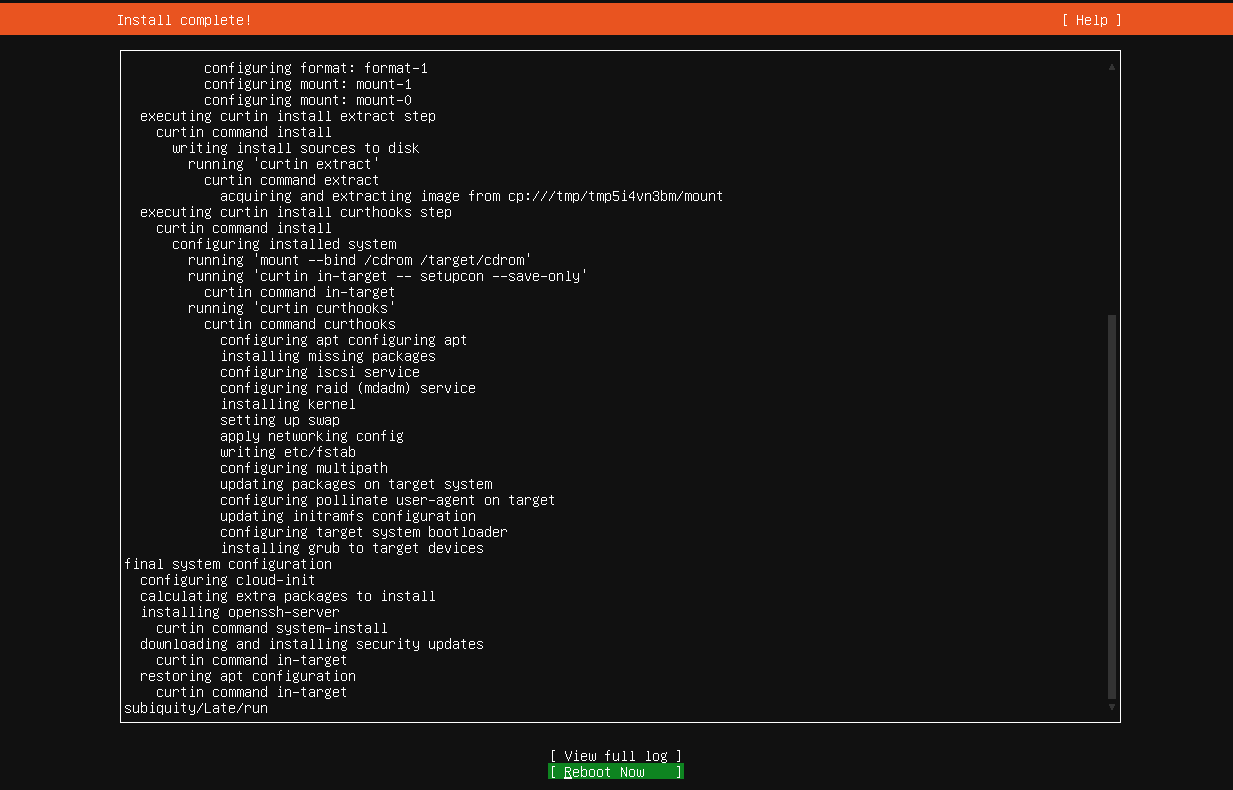 Install complete! [ Help ]
configuring format: format-1
configuring mount: mount-1
configuring mount: mount-0
executing curtin install extract step
curtin command install
writing install sources to disk
running 'curtin extract'
curtin command extract
acquiring and extracting image from cp:///tmp/tmp5i4vn3bm/mount
executing curtin install curthooks step
curtin command install
configuring installed system
running 'mount --bind /cdrom /target/cdrom'
running 'curtin in-target -- setupcon --save-only'
curtin command in-target
running 'curtin curthooks'
curtin command curthooks
configuring apt configuring apt
installing missing packages
configuring iscsi service
configuring raid (mdadm) service
installing kernel
setting up swap
apply networking config
writing etc/fstab
configuring multipath
updating packages on target system
configuring pollinate user-agent on target
updating initramfs configuration
configuring target system bootloader
installing grub to target devices
final system configuration
configuring cloud-init
calculating extra packages to install
installing openssh-server
curtin command system-install
downloading and installing security updates
curtin command in-target
restoring apt configuration
curtin command in-target
subiquity/Late/run
[ View full log ]
[ Reboot Now ]